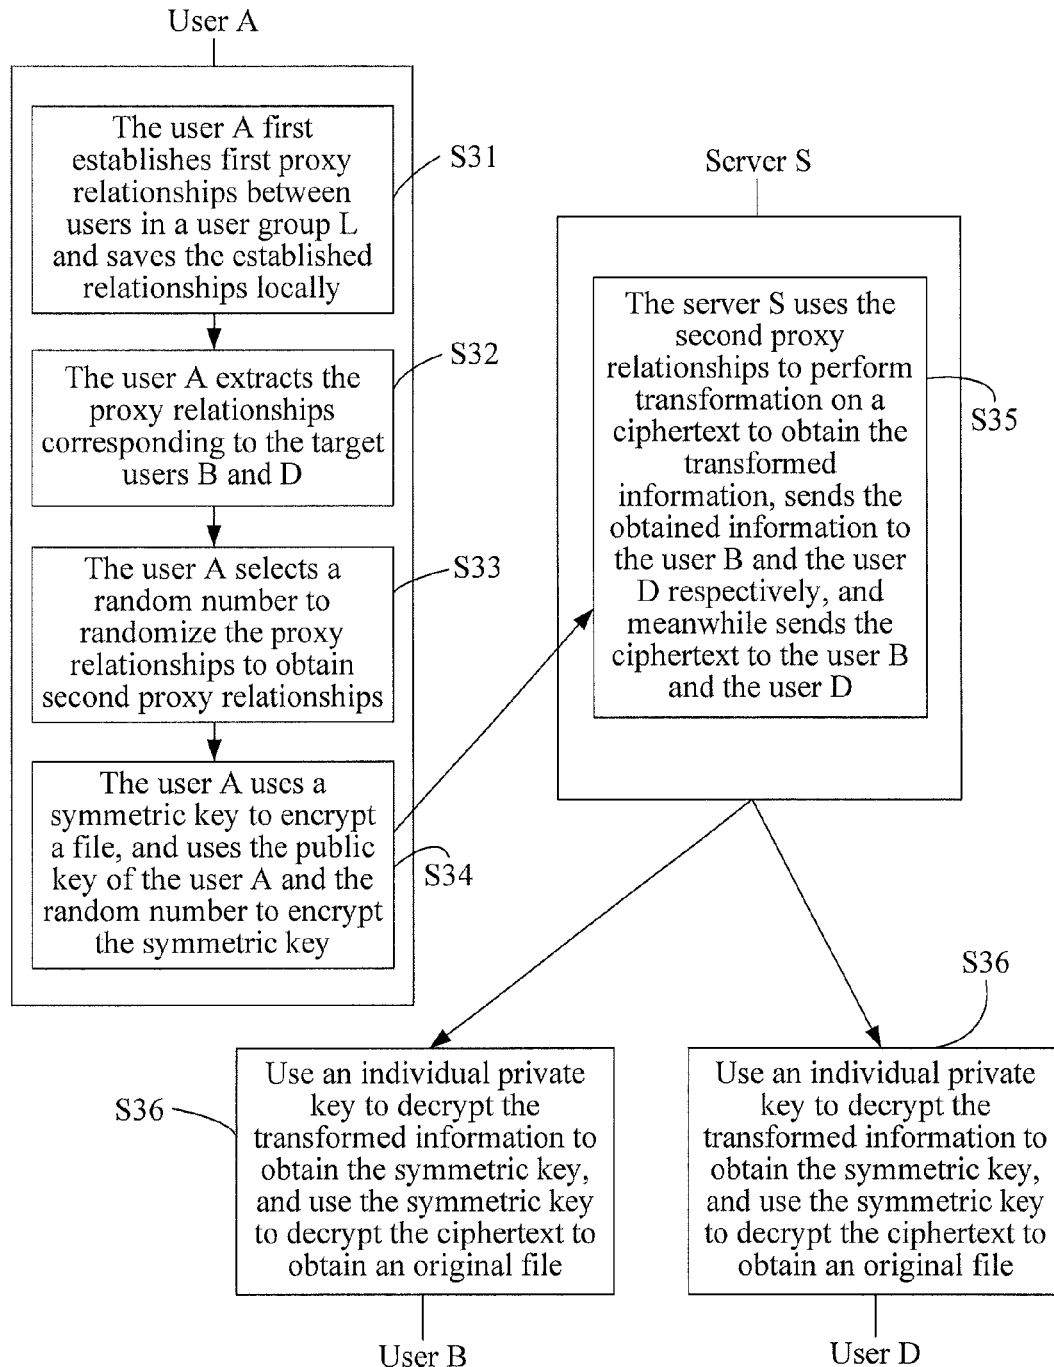 User A
The user A first
establishes first proxy
relationships between
users in a user group L
and saves the established
relationships locally
S31
The user A extracts the
proxy relationships
corresponding to the target
users B and D
S32
The user A selects a
random number to
randomize the proxy
relationships to obtain
second proxy relationships
S33
The user A uses a
symmetric key to encrypt
a file, and uses the public
key of the user A and the
random number to encrypt
the symmetric key
S34
Server S
The server S uses the
second proxy
relationships to perform
transformation on a
ciphertext to obtain the
transformed
information, sends the
obtained information to
the user B and the user
D respectively, and
meanwhile sends the
ciphertext to the user B
and the user D
S35
S36
Use an individual private
key to decrypt the
transformed information to
obtain the symmetric key,
and use the symmetric key
to decrypt the ciphertext to
obtain an original file
User B
S36
Use an individual private
key to decrypt the
transformed information to
obtain the symmetric key,
and use the symmetric key
to decrypt the ciphertext to
obtain an original file
User D